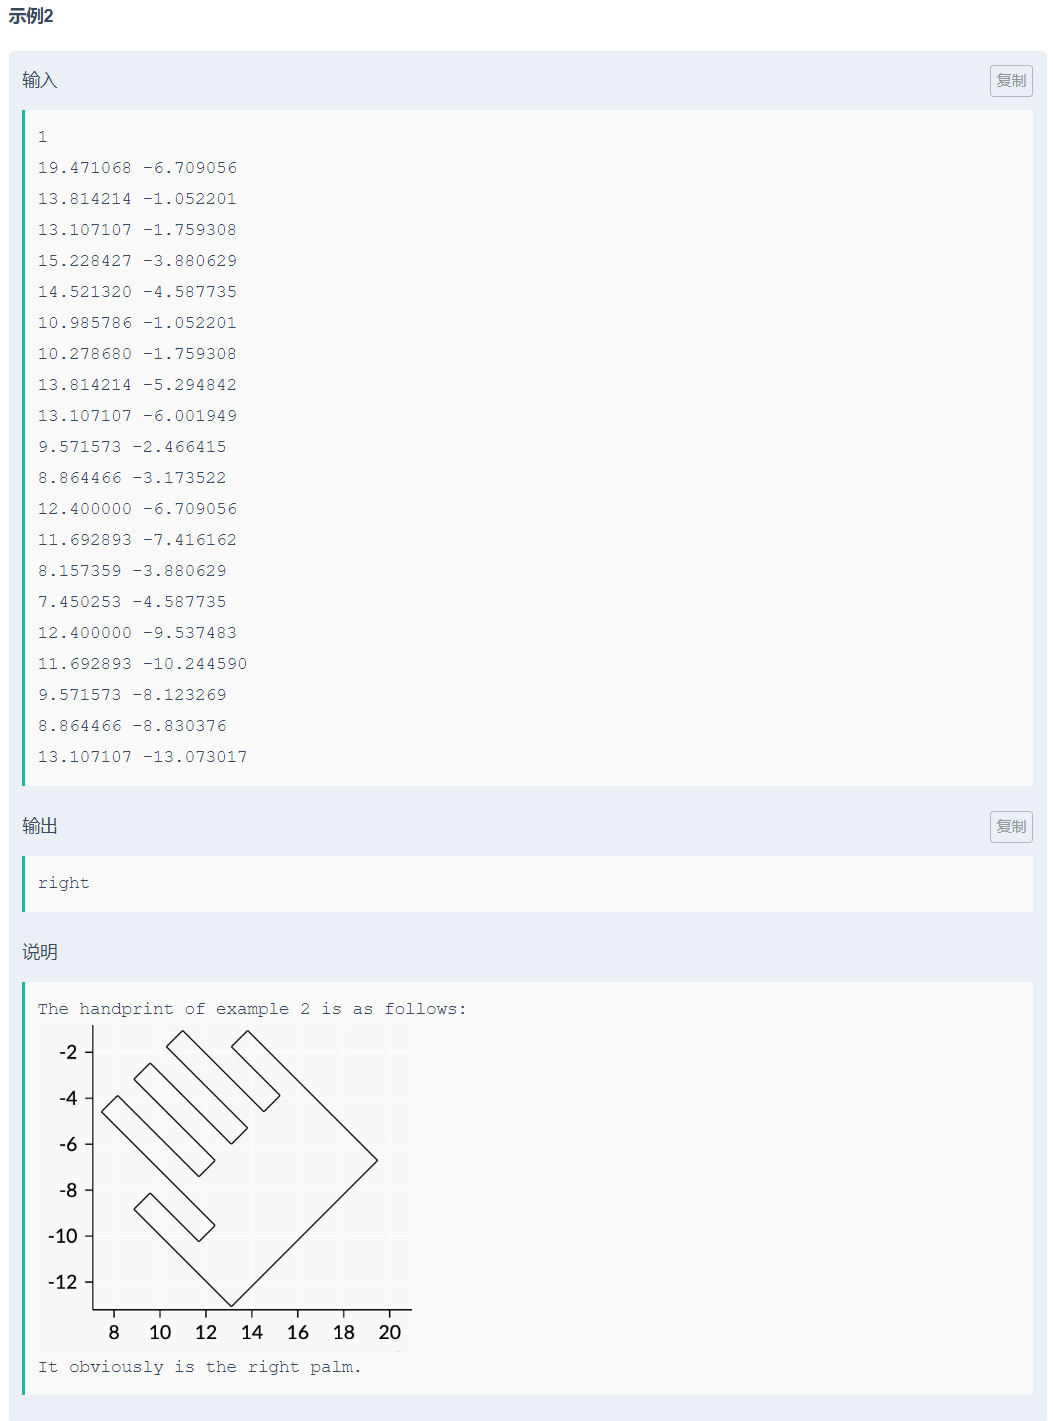 示例2
输入
复制
1
19.471068 -6.709056
13.814214 -1.052201
13.107107 -1.759308
15.228427 -3.880629
14.521320 -4.587735
10.985786 -1.052201
10.278680 -1.759308
13.814214 -5.294842
13.107107 -6.001949
9.571573 -2.466415
8.864466 -3.173522
12.400000 -6.709056
11.692893 -7.416162
8.157359 -3.880629
7.450253 -4.587735
12.400000 -9.537483
11.692893 -10.244590
9.571573 -8.123269
8.864466 -8.830376
13.107107 -13.073017
输出
复制
right
说明
The handprint of example 2 is as follows:
-2
-4
-6
-8
-10
-12
8 10 12 14 16 18 20
It obviously is the right palm.